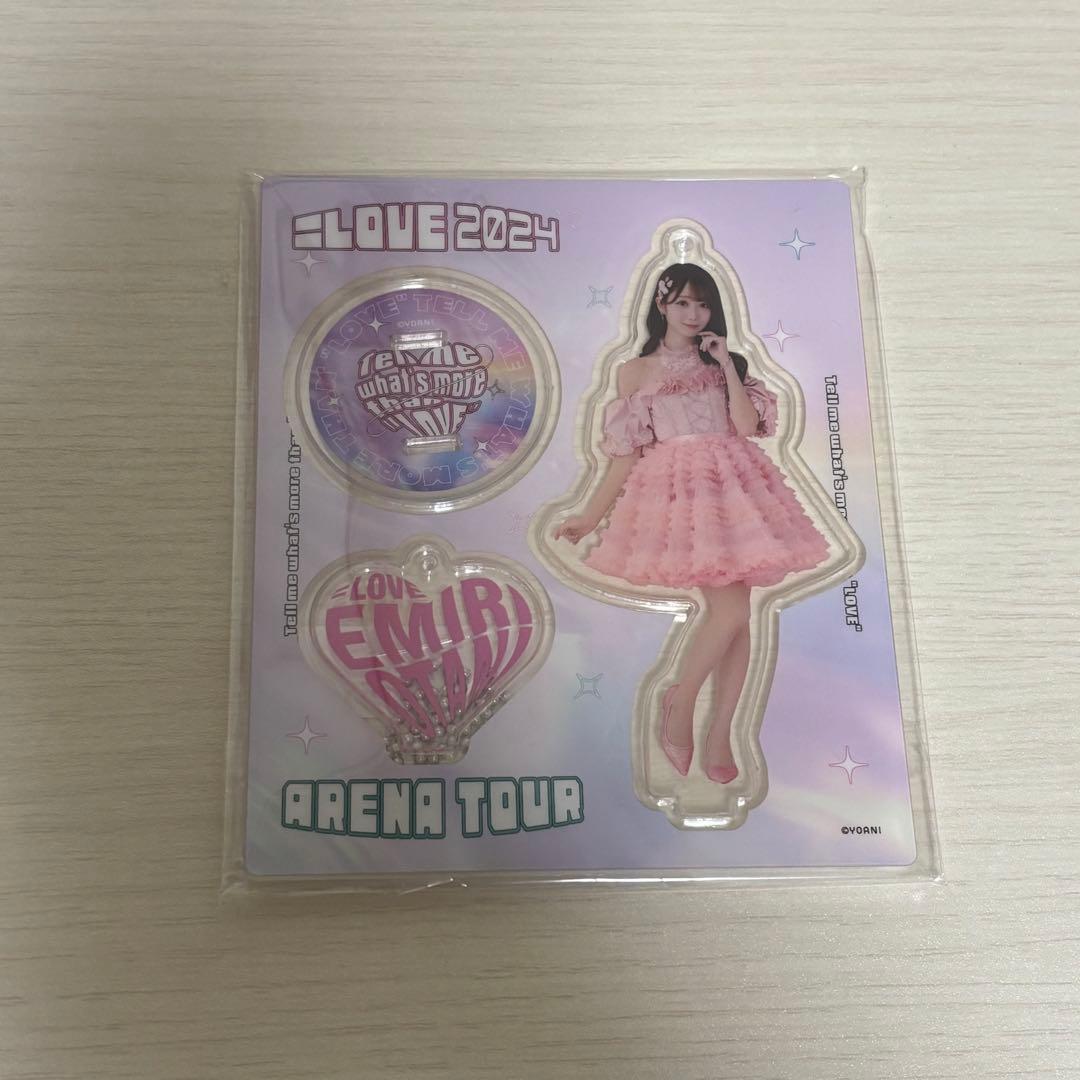 =LOVE 2024
"LOVE" TELL ME WHAT'S MORE THAN
©YOANI
Tell me
what's more
than
"LOVE"
Tell me what's more than
Tell me what's more
"LOVE"
=LOVE
EMIRI
OTANI
ARENA TOUR
©YOANI